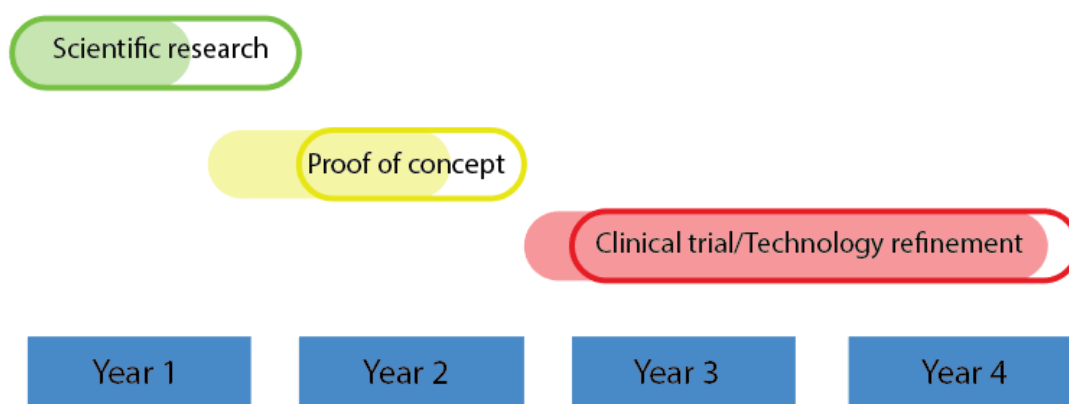 Scientific research
Proof of concept
Clinical trial/Technology refinement
Year 1
Year 2
Year 3
Year 4